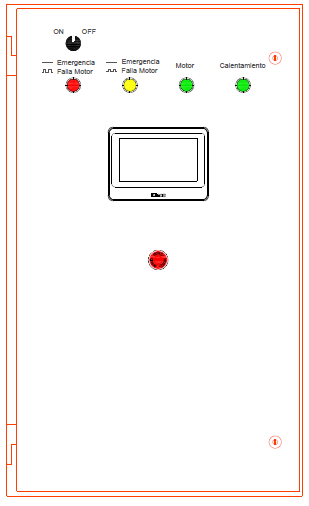 ON OFF
Emergencia
Falla Motor
Emergencia
Falla Motor
Motor
Calentamiento